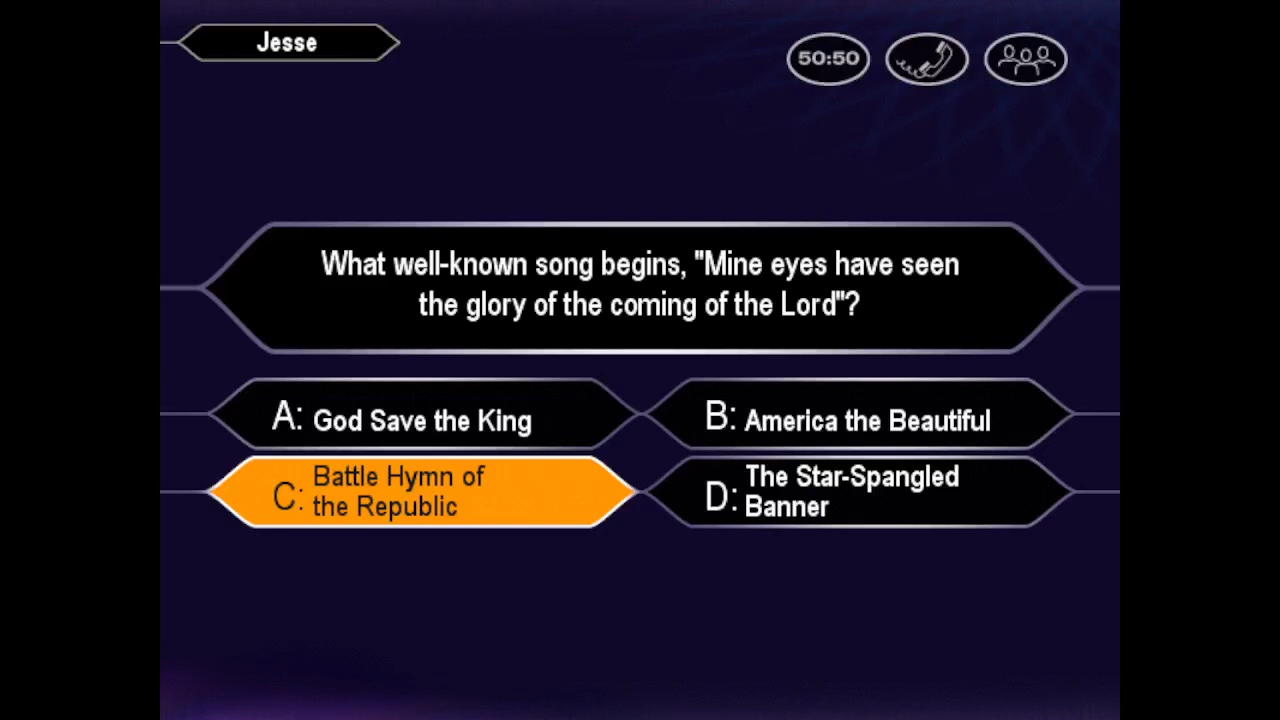 Jesse
50:50
What well-known song begins, "Mine eyes have seen
the glory of the coming of the Lord"?
A: God Save the King
B: America the Beautiful
C: Battle Hymn of
the Republic
D: The Star-Spangled
Banner